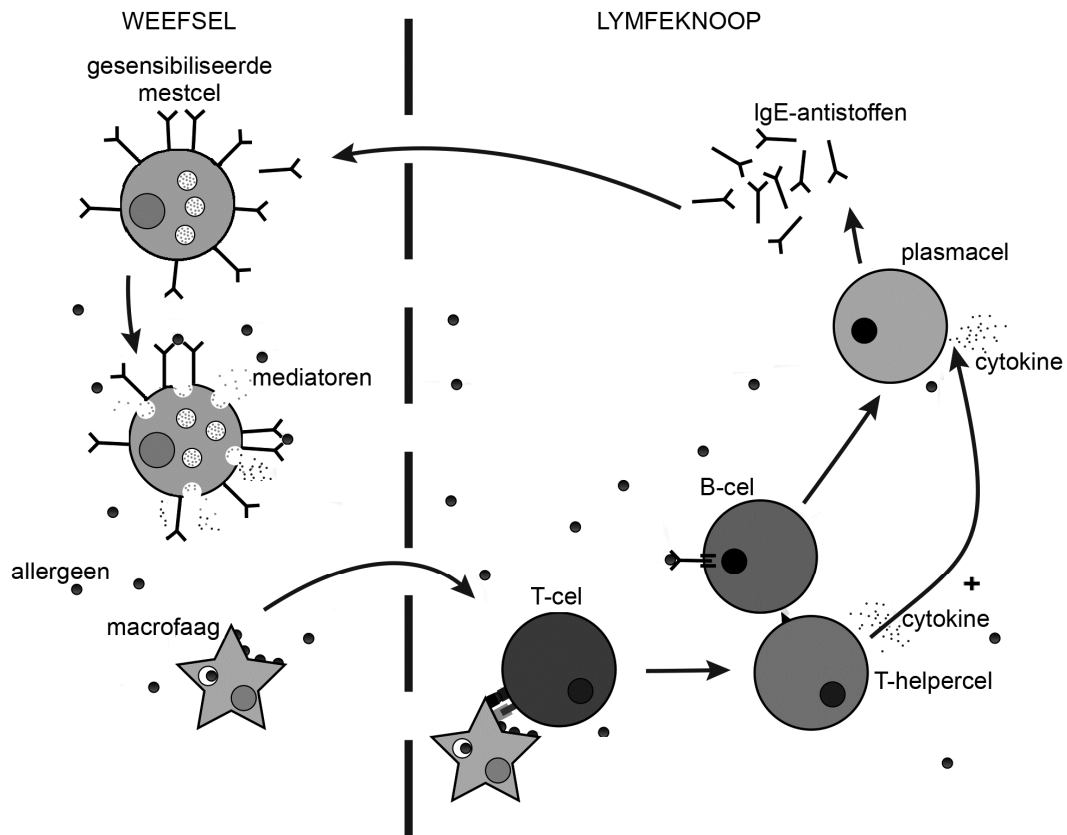 WEEFSEL
LYMFEKNOOP
gesensibiliseerde
mestcel
IgE-antistoffen
plasmacel
cytokine
mediatoren
B-cel
allergeen
macrofaag
T-cel
+
cytokine
T-helpercel